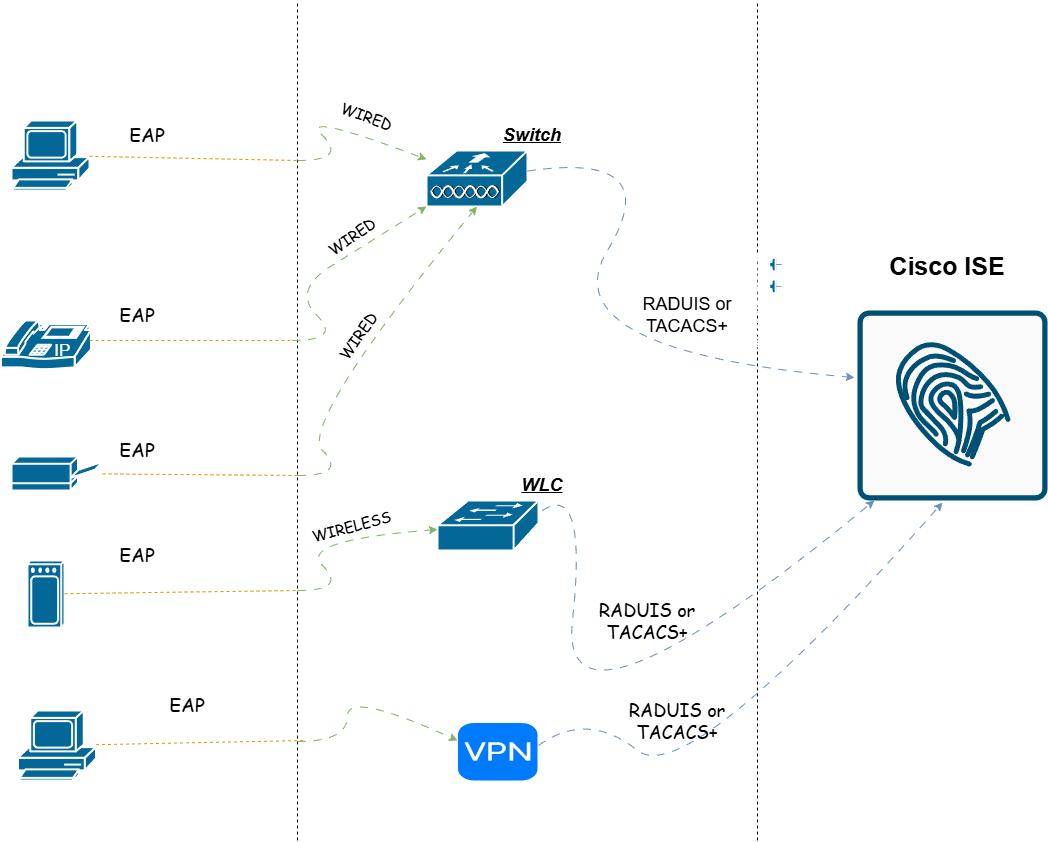 EAP
WIRED
Switch
EAP
WIRED
IP
WIRED
RADUIS or
TACACS+
Cisco ISE
EAP
WLC
WIRELESS
EAP
RADUIS or
TACACS+
EAP
RADUIS or
TACACS+
VPN